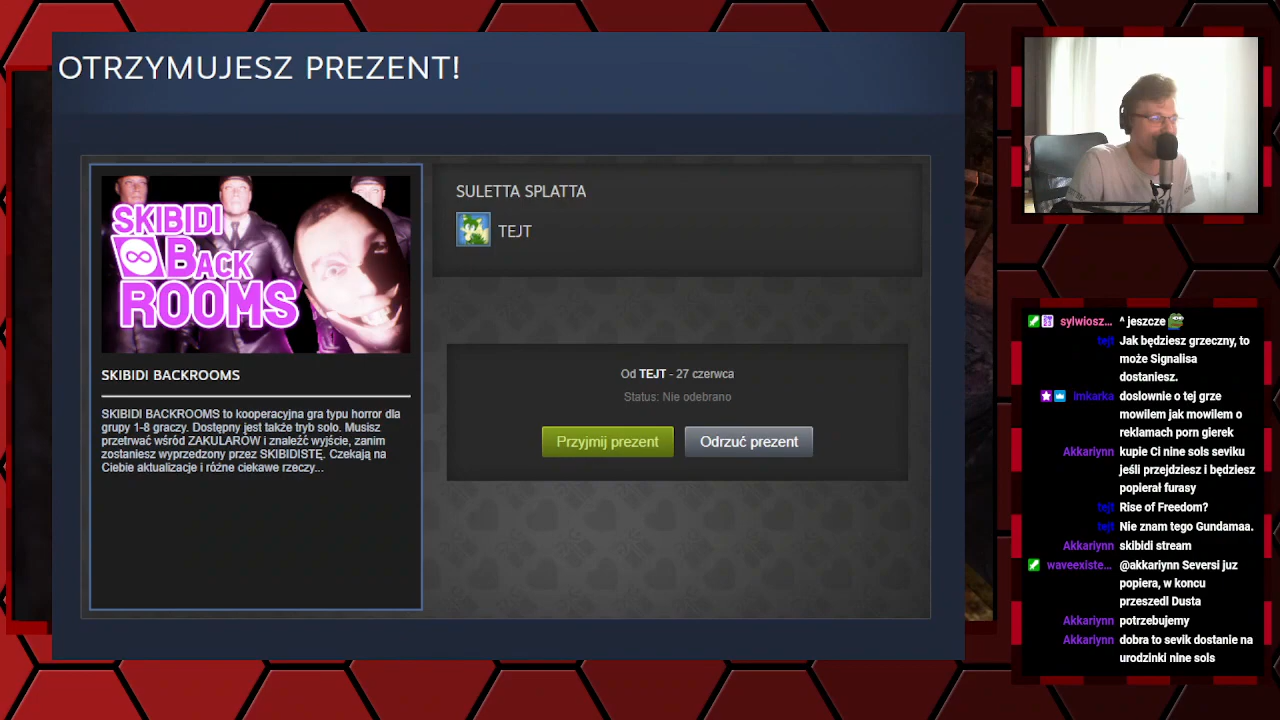 OTRZYMUJESZ PREZENT!
SKIBIDI
BACK
ROOMS
SKIBIDI BACKROOMS
SKIBIDI BACKROOMS to kooperacyjna gra typu horror dla
grupy 1-8 graczy. Dostępny jest także tryb solo. Musisz
przetrwać wśród ZAKULARÓW i znaleźć wyjście, zanim
zostaniesz wyprzedzony przez SKIBIDISTĘ. Czekają na
Ciebie aktualizacje i różne ciekawe rzeczy...
SULETTA SPLATTA
TEJT
Od TEJT - 27 czerwca
Status: Nie odebrano
Przyjmij prezent
Odrzuć prezent
sylwiosz... ^ jeszcze
tejt Jak będziesz grzeczny, to
może Signalisa
dostaniesz.
lmkarka doslownie o tej grze
mowilem jak mowilem o
reklamach porn gierek
Akkariynn kupie Ci nine sols seviku
jeśli przejdziesz i będziesz
popierał furasy
tejt Rise of Freedom?
tejt Nie znam tego Gundamaa.
Akkariynn skibidi stream
waveexiste... @akkariynn Seversi juz
popiera, w koncu
przeszedl Dusta
Akkariynn potrzebujemy
Akkariynn dobra to sevik dostanie na
urodzinki nine sols